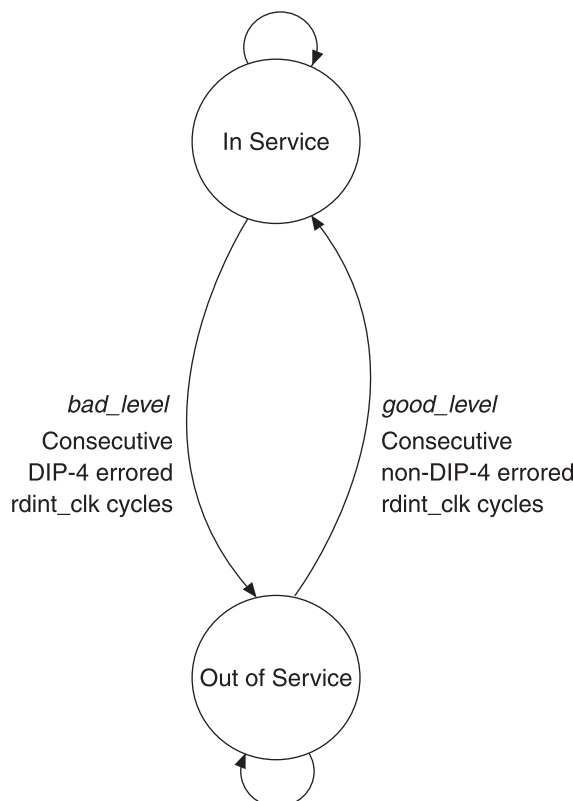 In Service
bad_level
Consecutive
DIP-4 errored
rdint_clk cycles
good_level
Consecutive
non-DIP-4 errored
rdint_clk cycles
Out of Service